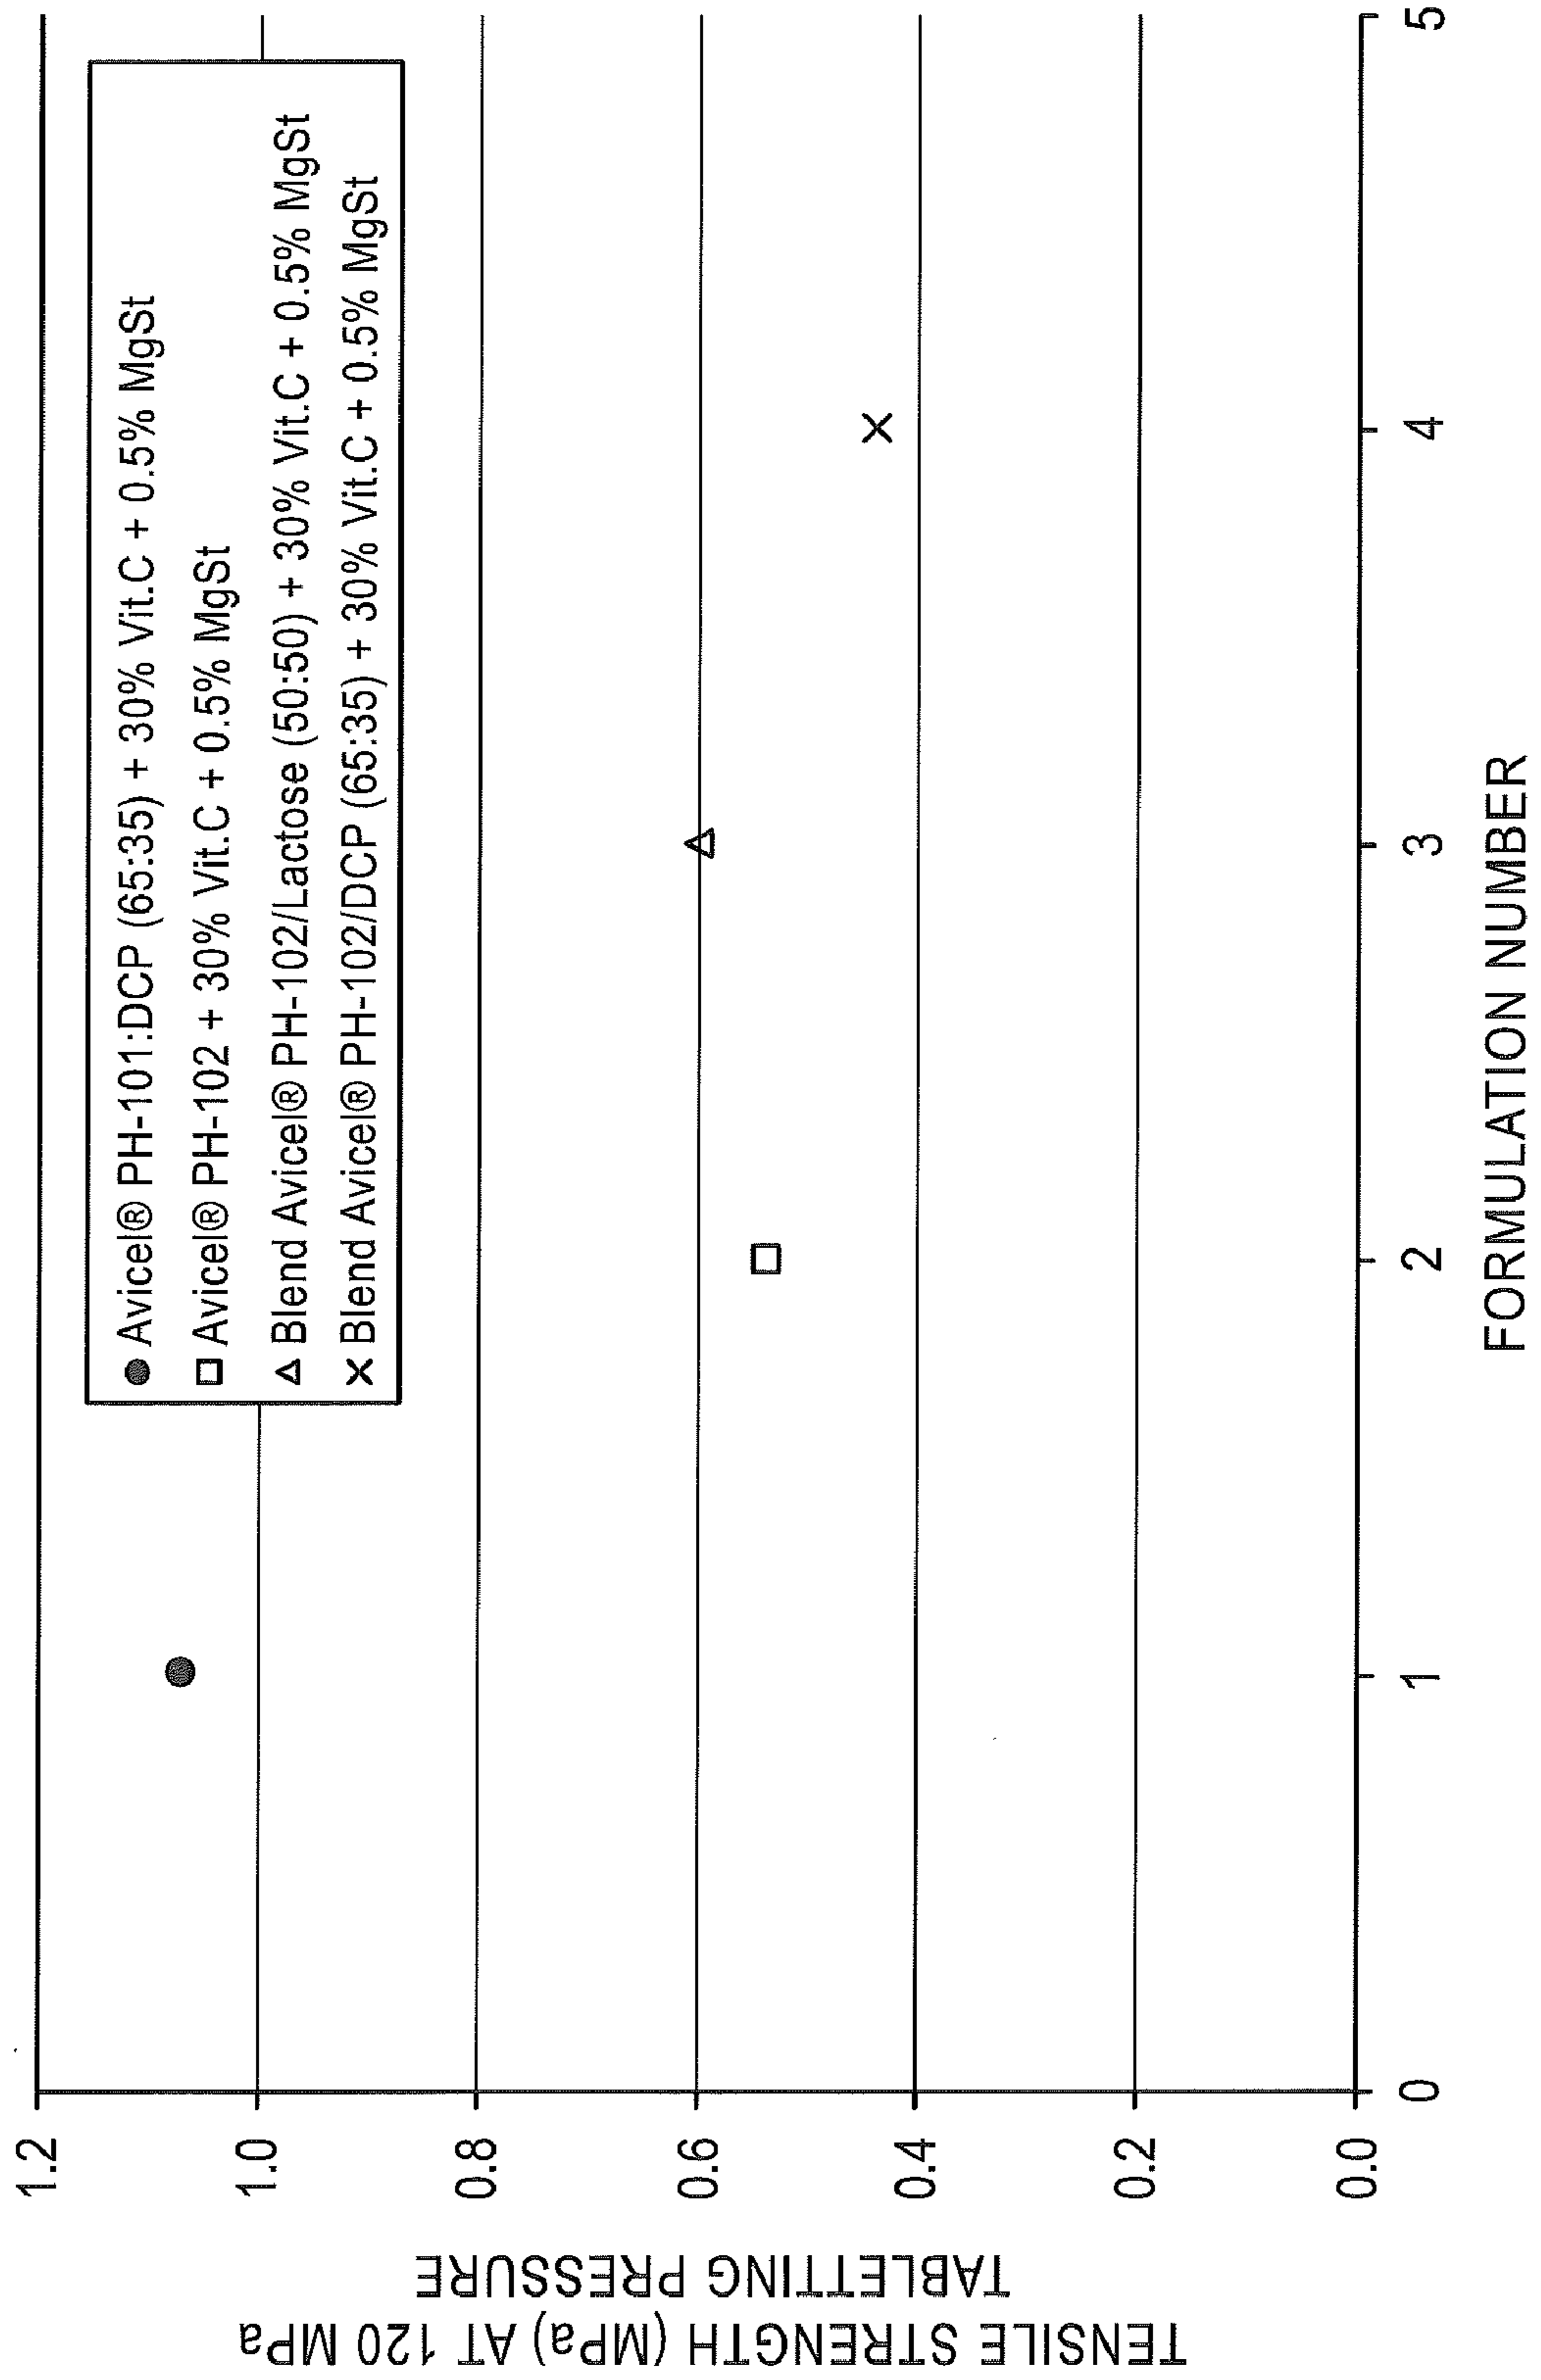 TENSILE STRENGTH (MPa) AT 120 MPa
TABLETTING PRESSURE
1.2
1.0
0.8
0.6
0.4
0.2
0.0
Avicel® PH-101:DCP (65:35) + 30% Vit.C + 0.5% MgSt
Avicel® PH-102 + 30% Vit.C + 0.5% MgSt
Blend Avicel® PH-102/Lactose (50:50) + 30% Vit.C + 0.5% MgSt
Blend Avicel® PH-102/DCP (65:35) + 30% Vit.C + 0.5% MgSt
0 1 2 3 4 5
FORMULATION NUMBER